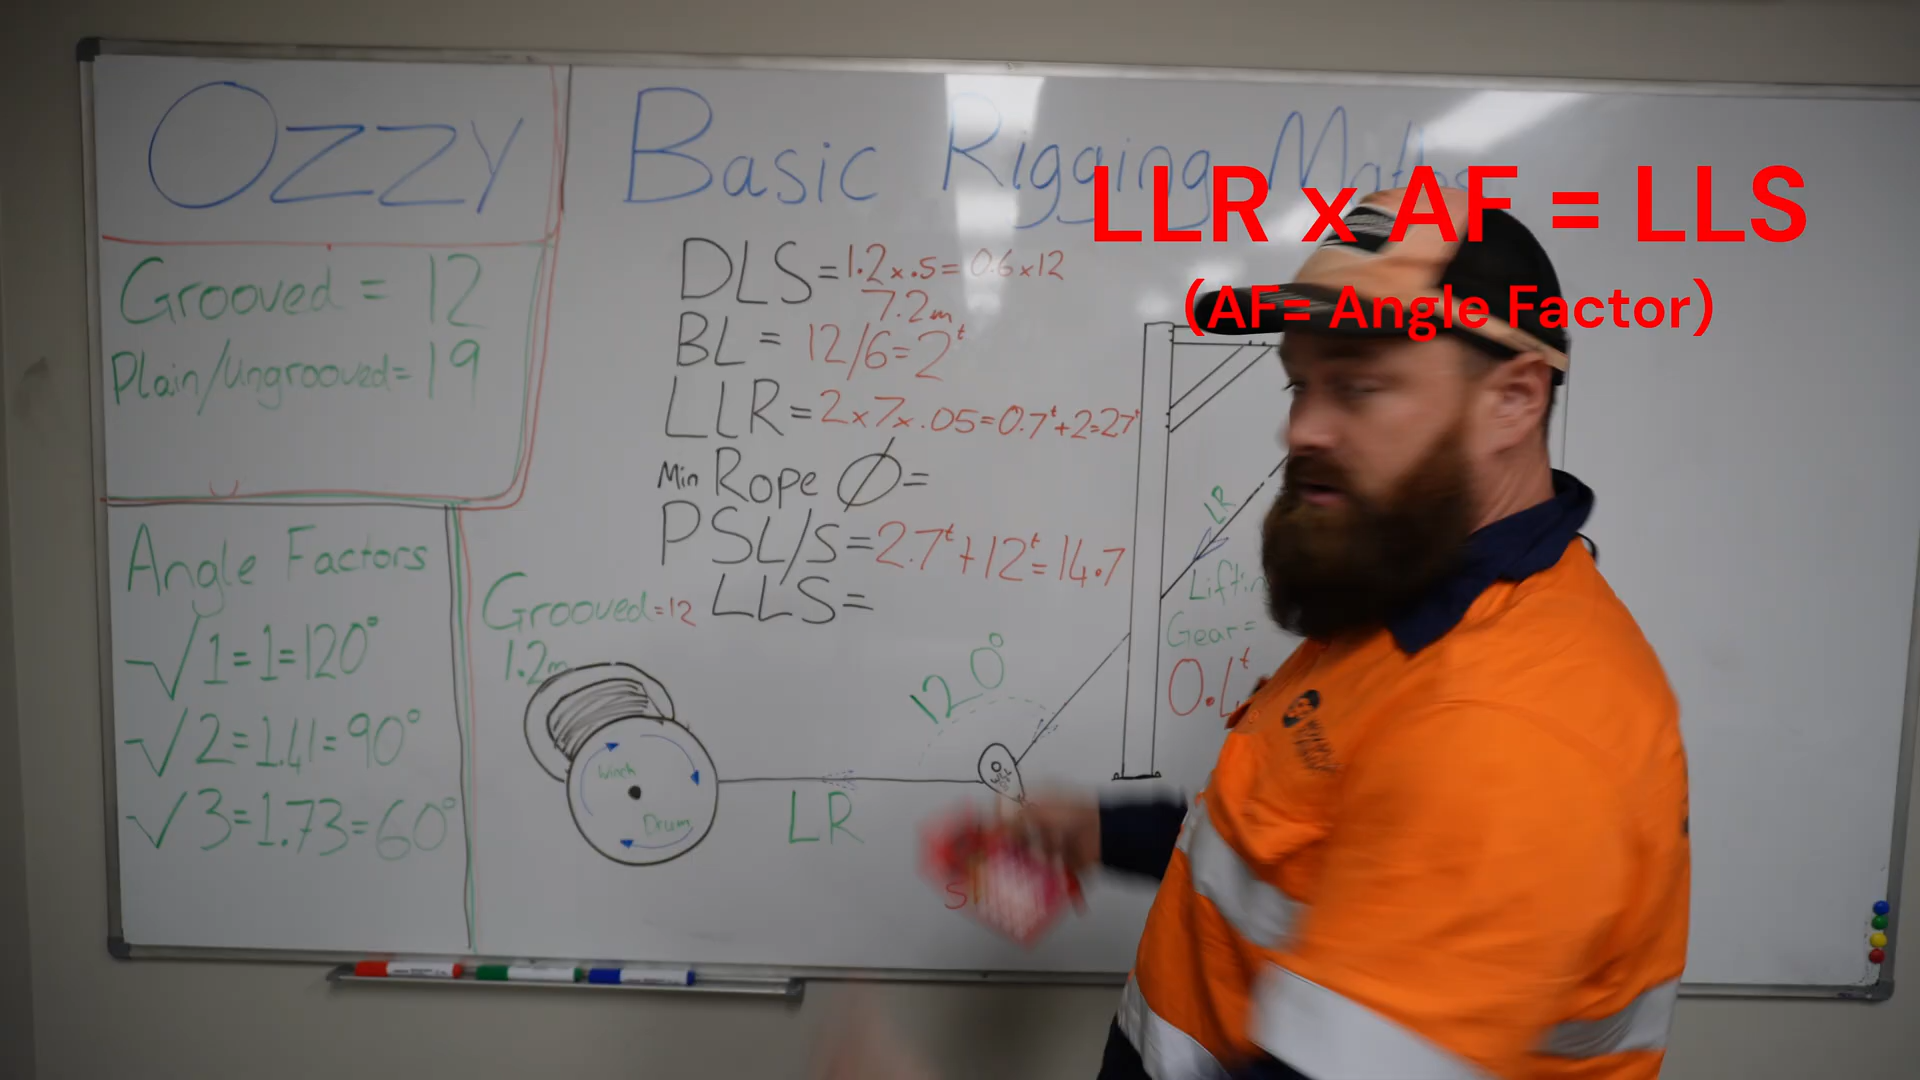 Ozzy
Basic Rigging Maths
LLR x AF = LLS
(AF= Angle Factor)
Grooved = 12
Plain/Ungrooved= 19
DLS=1.2x.5= 0.6x12
7.2m
BL= 12/6=2t
LLR=2x7x.05=0.7t+2=2.7t
Min Rope Ø=
PSL/S=2.7t+12t=14.7
LLS=
Angle Factors
√1=1=120°
√2=1.41=90°
√3=1.73=60°
Grooved=12
1.2m
Winch
Drum
LR
120°
LR
Gear=